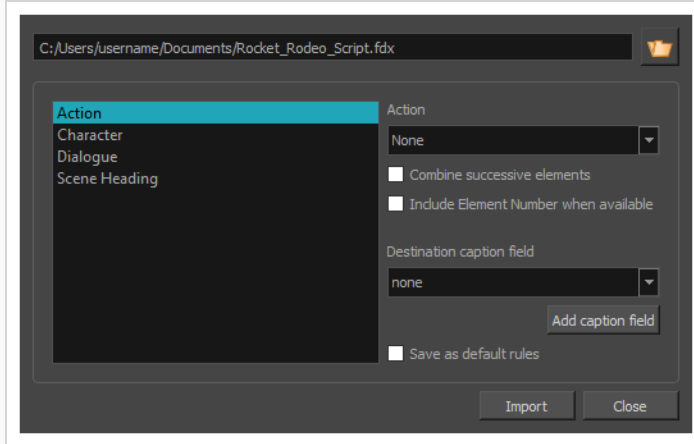 C:/Users/username/Documents/Rocket_Rodeo_Script.fdx
Action
Character
Dialogue
Scene Heading
Action
None
Combine successive elements
Include Element Number when available
Destination caption field
none
Add caption field
Save as default rules
Import
Close